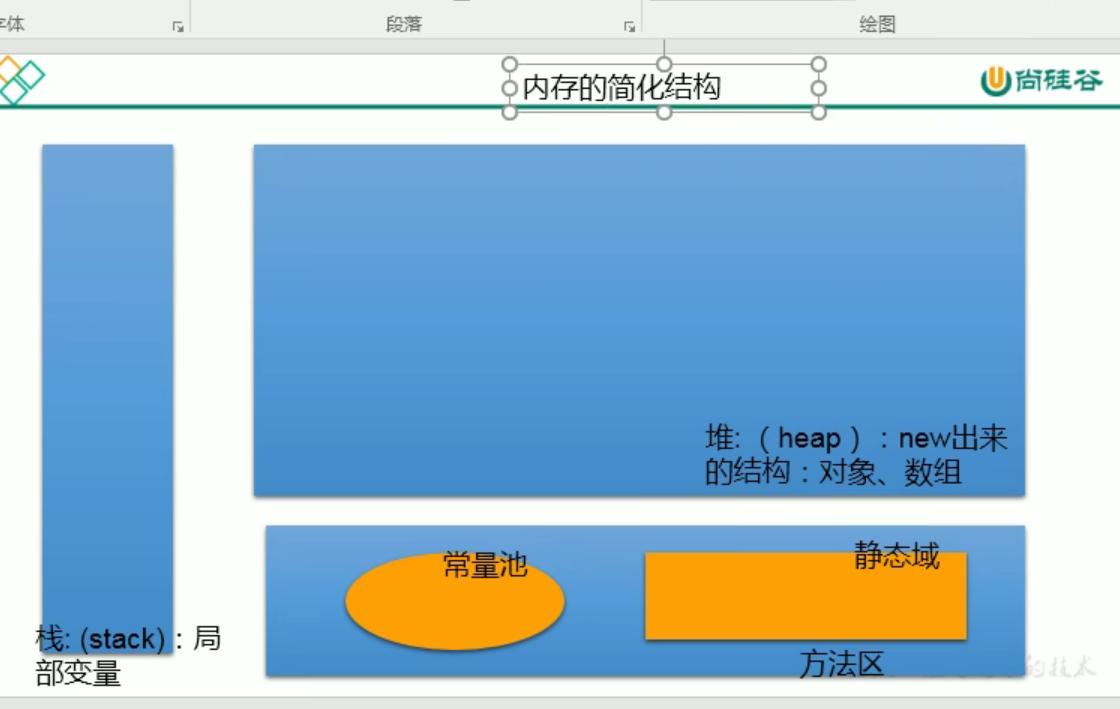 字体
段落
绘图
内存的简化结构
尚硅谷
堆: （heap）：new出来
的结构：对象、数组
常量池
静态域
栈: (stack)：局
部变量
方法区
的技术